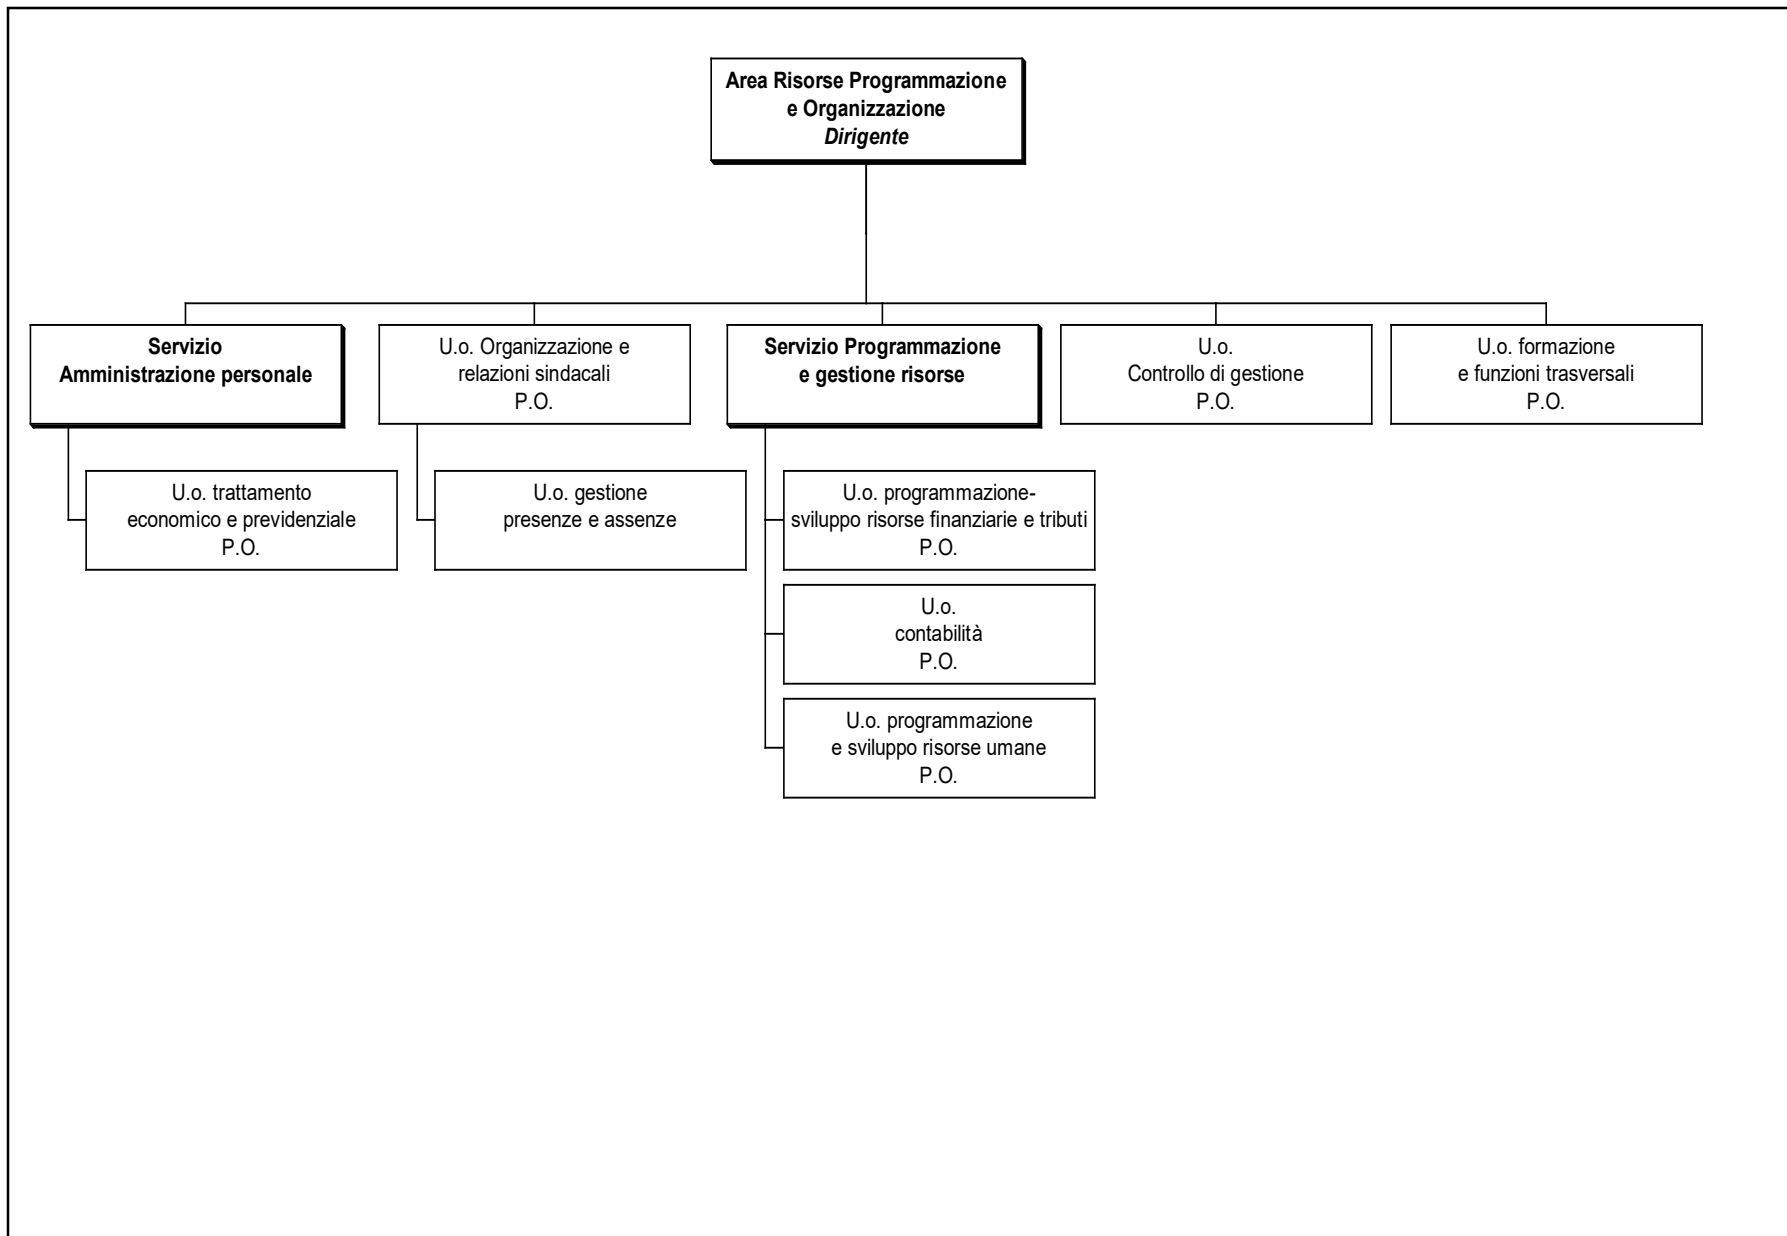 Area Risorse Programmazione
e Organizzazione
Dirigente
Servizio
Amministrazione personale
U.o. Organizzazione e
relazioni sindacali
P.O.
Servizio Programmazione
e gestione risorse
U.o.
Controllo di gestione
P.O.
U.o. formazione
e funzioni trasversali
P.O.
U.o. trattamento
economico e previdenziale
P.O.
U.o. gestione
presenze e assenze
U.o. programmazione-
sviluppo risorse finanziarie e tributi
P.O.
U.o.
contabilità
P.O.
U.o. programmazione
e sviluppo risorse umane
P.O.